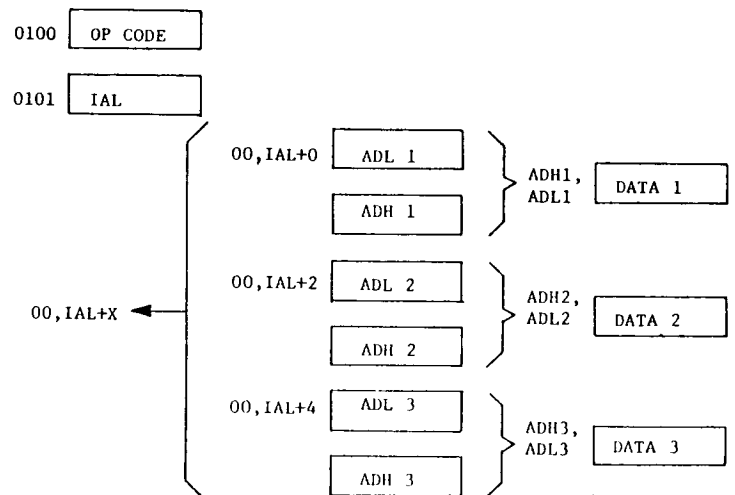 0100 OP CODE
0101 IAL
00,IAL+0 ADL 1
ADH1,
ADL1
DATA 1
ADH 1
00,IAL+2 ADL 2
ADH2,
ADL2
DATA 2
00,IAL+X
ADH 2
00,IAL+4 ADL 3
ADH3,
ADL3
DATA 3
ADH 3